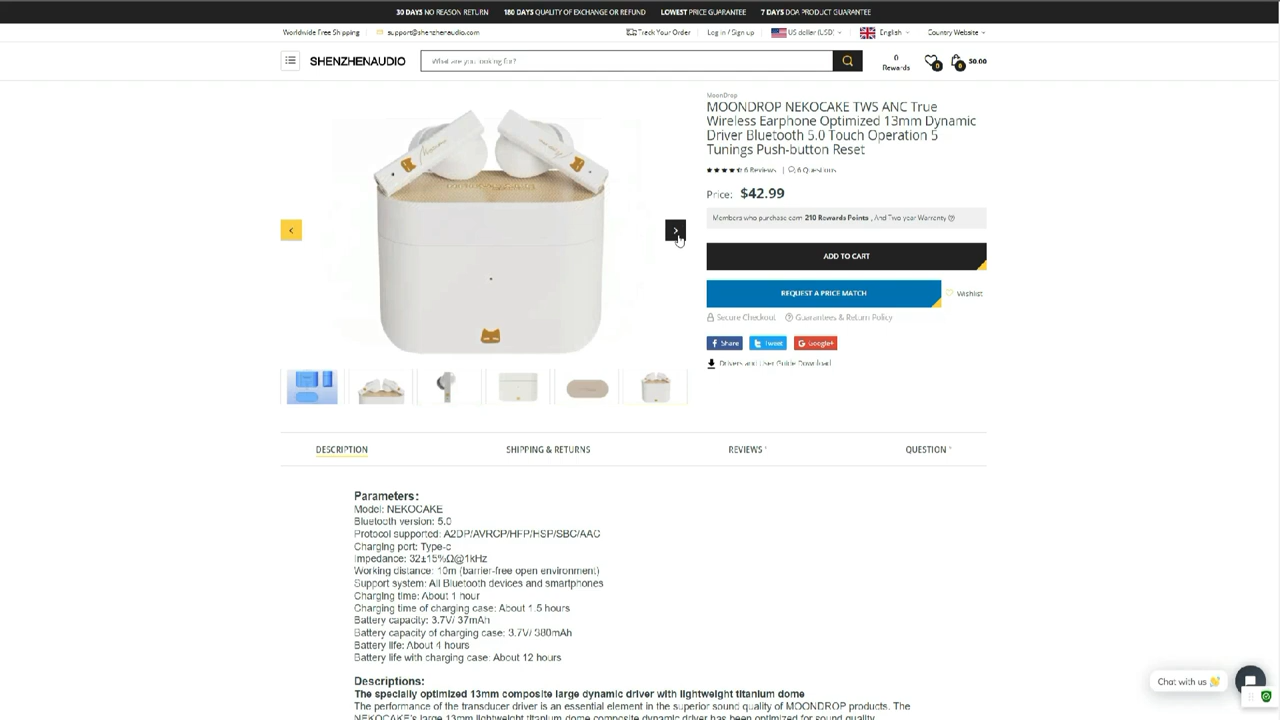 30 DAYS NO REASON RETURN 180 DAYS QUALITY OF EXCHANGE OR REFUND LOWEST PRICE GUARANTEE 7 DAYS DOA PRODUCT GUARANTEE
Worldwide Free Shipping support@shenzhenaudio.com Track Your Order Log in / Sign up US dollar (USD) English Country Website
SHENZHENAUDIO What are you looking for? 0 Rewards 0 0 $0.00
MoonDrop
MOONDROP NEKOCAKE TWS ANC True
Wireless Earphone Optimized 13mm Dynamic
Driver Bluetooth 5.0 Touch Operation 5
Tunings Push-button Reset
6 Reviews | 6 Questions
Price: $42.99
Members who purchase earn 210 Rewards Points , And Two year Warranty
ADD TO CART
REQUEST A PRICE MATCH Wishlist
Secure Checkout Guarantees & Return Policy
Share Tweet Google+
Drivers and User Guide Download
DESCRIPTION SHIPPING & RETURNS REVIEWS QUESTION
Parameters:
Model: NEKOCAKE
Bluetooth version: 5.0
Protocol supported: A2DP/AVRCP/HFP/HSP/SBC/AAC
Charging port: Type-c
Impedance: 32±15%Ω@1kHz
Working distance: 10m (barrier-free open environment)
Support system: All Bluetooth devices and smartphones
Charging time: About 1 hour
Charging time of charging case: About 1.5 hours
Battery capacity: 3.7V/ 37mAh
Battery capacity of charging case: 3.7V/ 380mAh
Battery life: About 4 hours
Battery life with charging case: About 12 hours
Descriptions:
The specially optimized 13mm composite large dynamic driver with lightweight titanium dome
The performance of the transducer driver is an essential element in the superior sound quality of MOONDROP products. The
NEKOCAKE's large 13mm lightweight titanium dome composite dynamic driver has been optimized for sound quality
Chat with us